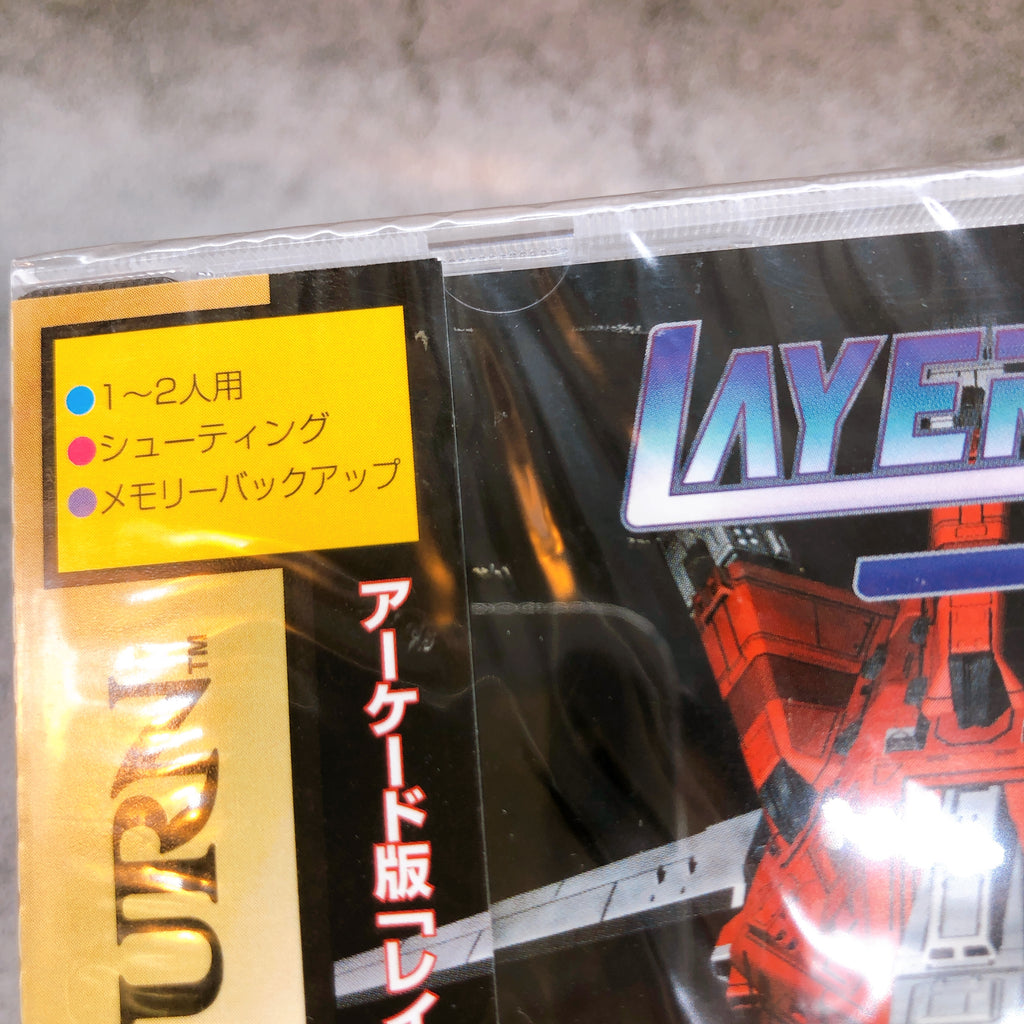 1〜2人用
シューティング
メモリーバックアップ
LAYER
アーケード版「レイ
URN™